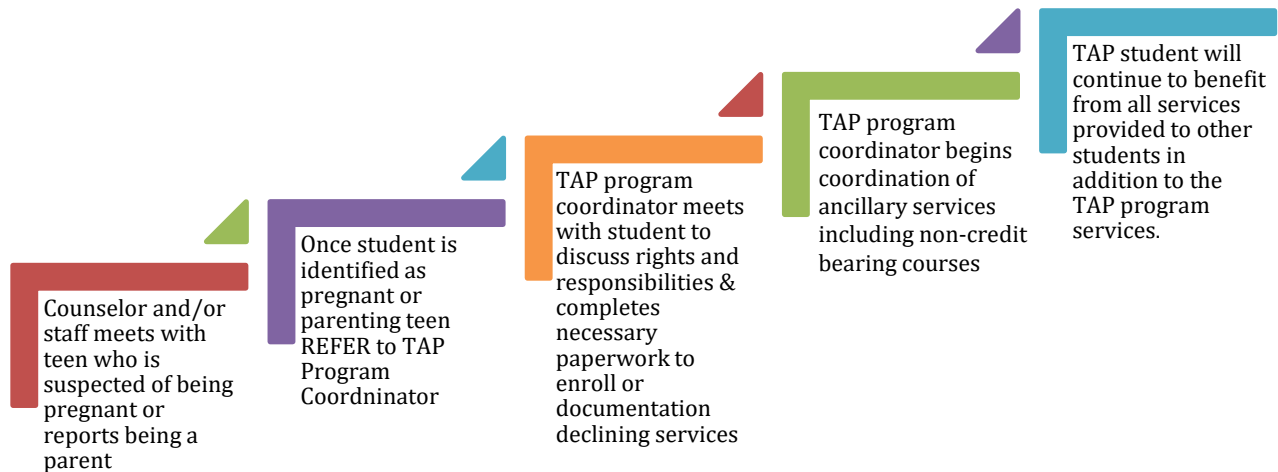 Counselor and/or
staff meets with
teen who is
suspected of being
pregnant or
reports being a
parent
Once student is
identified as
pregnant or
parenting teen
REFER to TAP
Program
Coordninator
TAP program
coordinator meets
with student to
discuss rights and
responsibilities &
completes
necessary
paperwork to
enroll or
documentation
declining services
TAP program
coordinator begins
coordination of
ancillary services
including non-credit
bearing courses
TAP student will
continue to benefit
from all services
provided to other
students in
addition to the
TAP program
services.